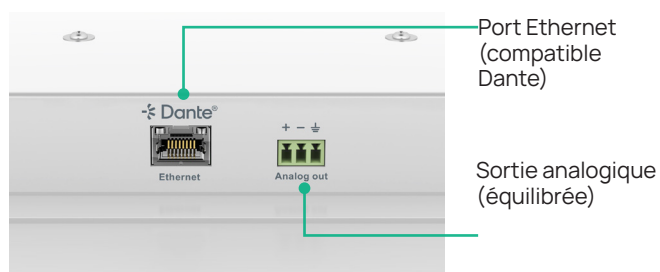 Port Ethernet
(compatible
Dante)
Dante®
+ - ⏚
Ethernet
Analog out
Sortie analogique
(équilibrée)